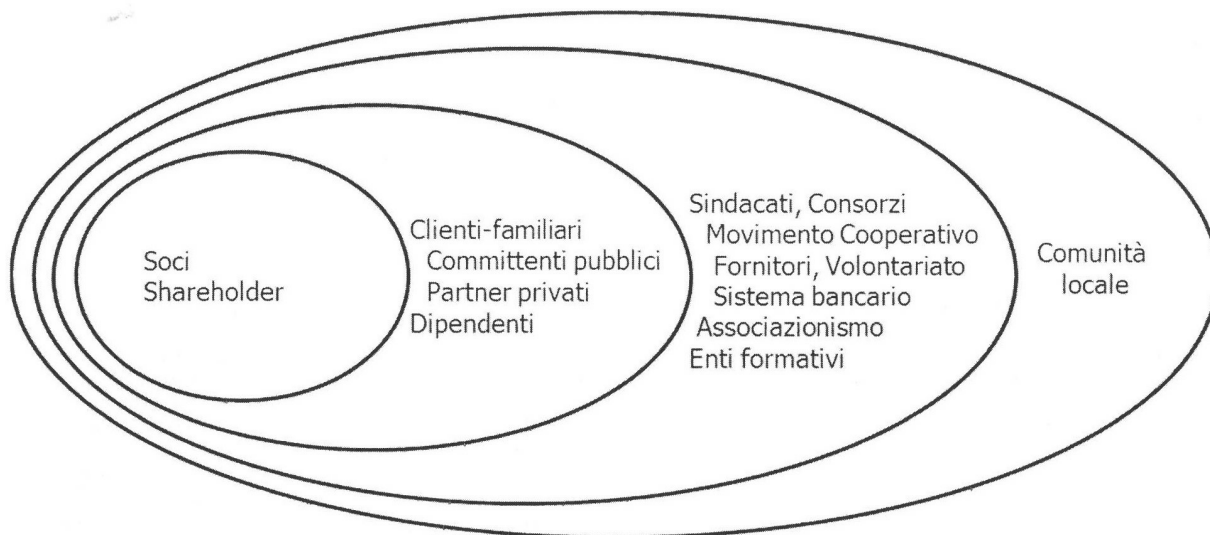 Soci
Shareholder
Clienti-familiari
Committenti pubblici
Partner privati
Dipendenti
Sindacati, Consorzi
Movimento Cooperativo
Fornitori, Volontariato
Sistema bancario
Associazionismo
Enti formativi
Comunità
locale